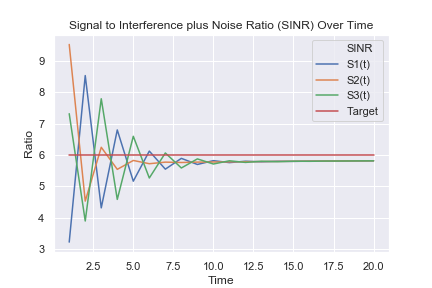 Signal to Interference plus Noise Ratio (SINR) Over Time
SINR
S1(t)
S2(t)
S3(t)
Target
9
8
7
6
5
4
3
Ratio
2.5 5.0 7.5 10.0 12.5 15.0 17.5 20.0
Time